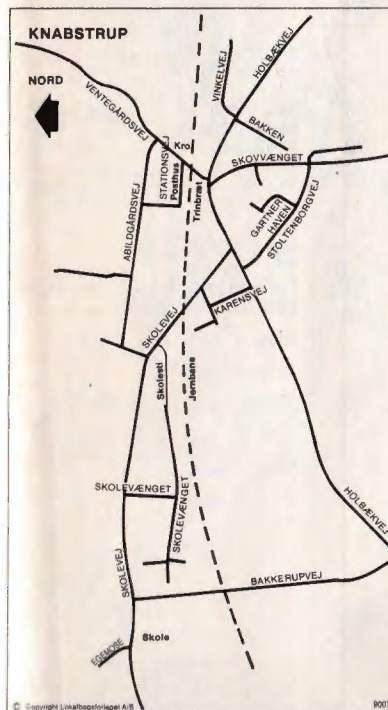 KNABSTRUP
NORD
VENTEGÅRDSVEJ
VINKELVEJ
HOLBÆKVEJ
BAKKEN
Kro
STATIONSVEJ
Posthus
Trinbræt
SKOVVÆNGET
GARTNER
HAVEN
STOLTENBORGVEJ
ABILDGÅRDSVEJ
SKOLEVEJ
KARENSVEJ
Skolesti
Jernbane
SKOLEVÆNGET
SKOLEVÆNGET
HOLBÆKVEJ
SKOLEVEJ
BAKKERUPVEJ
EGEMOSE
Skole
© Copyright Lokalbogsforlaget A/S